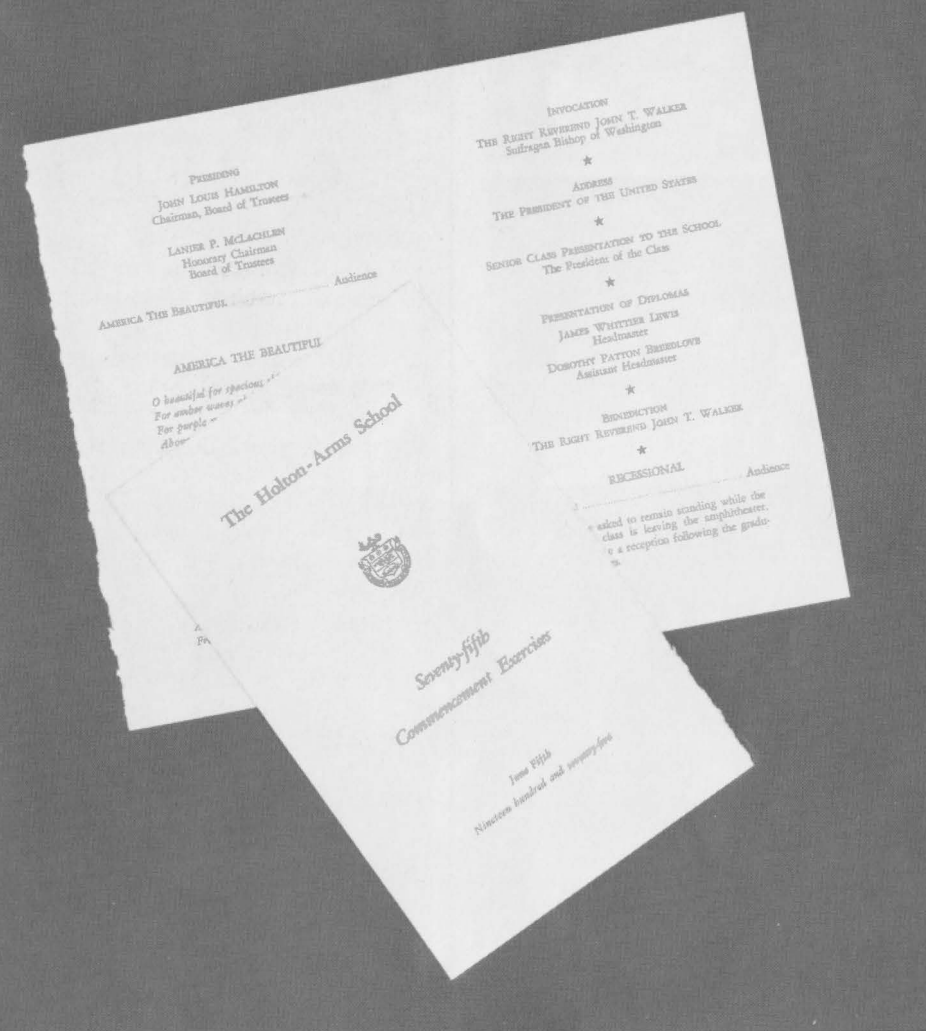 PRESIDING
JOHN LOUIS HAMILTON
Chairman, Board of Trustees
LANIER P. MCLACHLEN
Honorary Chairman
Board of Trustees
AMERICA THE BEAUTIFUL ........ Audience
AMERICA THE BEAUTIFUL
O beautiful for spacious
For amber waves
For purple
INVOCATION
THE RIGHT REVEREND JOHN T. WALKER
Suffragan Bishop of Washington
★
ADDRESS
THE PRESIDENT OF THE UNITED STATES
★
SENIOR CLASS PRESENTATION TO THE SCHOOL
The President of the Class
★
PRESENTATION OF DIPLOMAS
JAMES WHITTIER LEWIS
Headmaster
DOROTHY PATTON BREEDLOVE
Assistant Headmaster
★
BENEDICTION
THE RIGHT REVEREND JOHN T. WALKER
★
RECESSIONAL
........ Audience
asked to remain standing while the
class is leaving the amphitheater.
a reception following the gradu-
The Holton-Arms School
Seventy-fifth
Commencement Exercises
June Fifth
Nineteen hundred and seventy-five